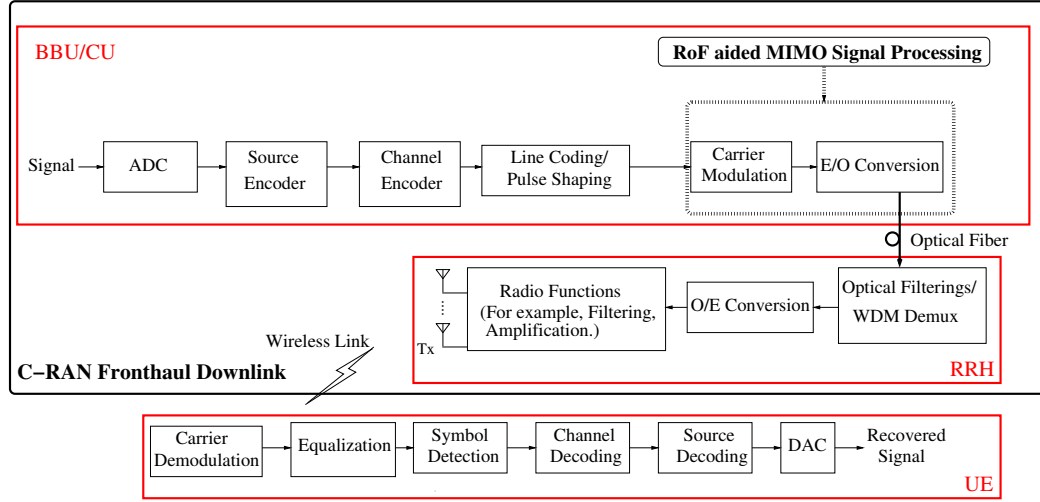 BBU/CU
RoF aided MIMO Signal Processing
Signal
ADC
Source
Encoder
Channel
Encoder
Line Coding/
Pulse Shaping
Carrier
Modulation
E/O Conversion
Optical Fiber
Optical Filterings/
WDM Demux
O/E Conversion
Radio Functions
(For example, Filtering,
Amplification.)
Tx
RRH
Wireless Link
C−RAN Fronthaul Downlink
Carrier
Demodulation
Equalization
Symbol
Detection
Channel
Decoding
Source
Decoding
DAC
Recovered
Signal
UE